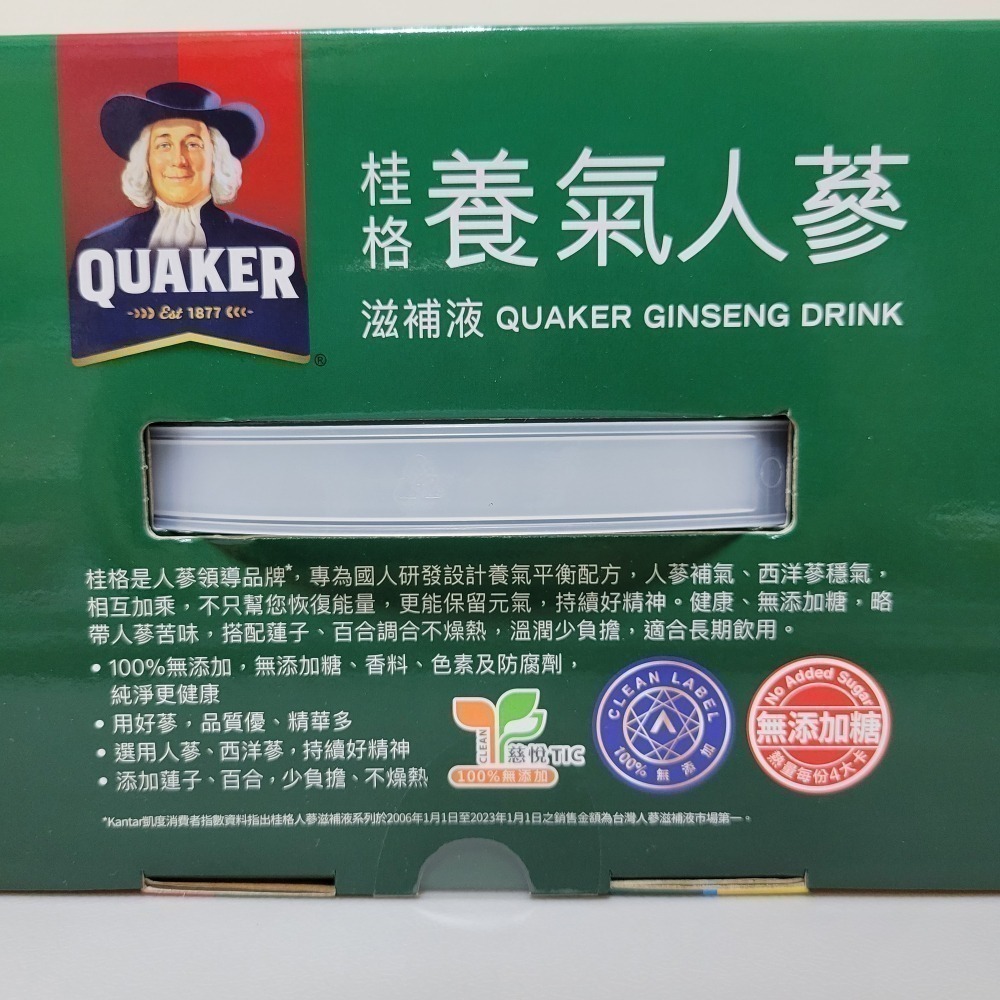 QUAKER
Est 1877
®
桂格 養氣人蔘
滋補液 QUAKER GINSENG DRINK
桂格是人蔘領導品牌*，專為國人研發設計養氣平衡配方，人蔘補氣、西洋蔘穩氣，
相互加乘，不只幫您恢復能量，更能保留元氣，持續好精神。健康、無添加糖，略
帶人蔘苦味，搭配蓮子、百合調合不燥熱，溫潤少負擔，適合長期飲用。
• 100%無添加，無添加糖、香料、色素及防腐劑，
純淨更健康
• 用好蔘，品質優、精華多
• 選用人蔘、西洋蔘，持續好精神
• 添加蓮子、百合，少負擔、不燥熱
CLEAN
慈悅TIC
100%無添加
CLEAN LABEL
100%無添加
No Added Sugar
無添加糖
熱量每份4大卡
*Kantar凱度消費者指數資料指出桂格人蔘滋補液系列於2006年1月1日至2023年1月1日之銷售金額為台灣人蔘滋補液市場第一。